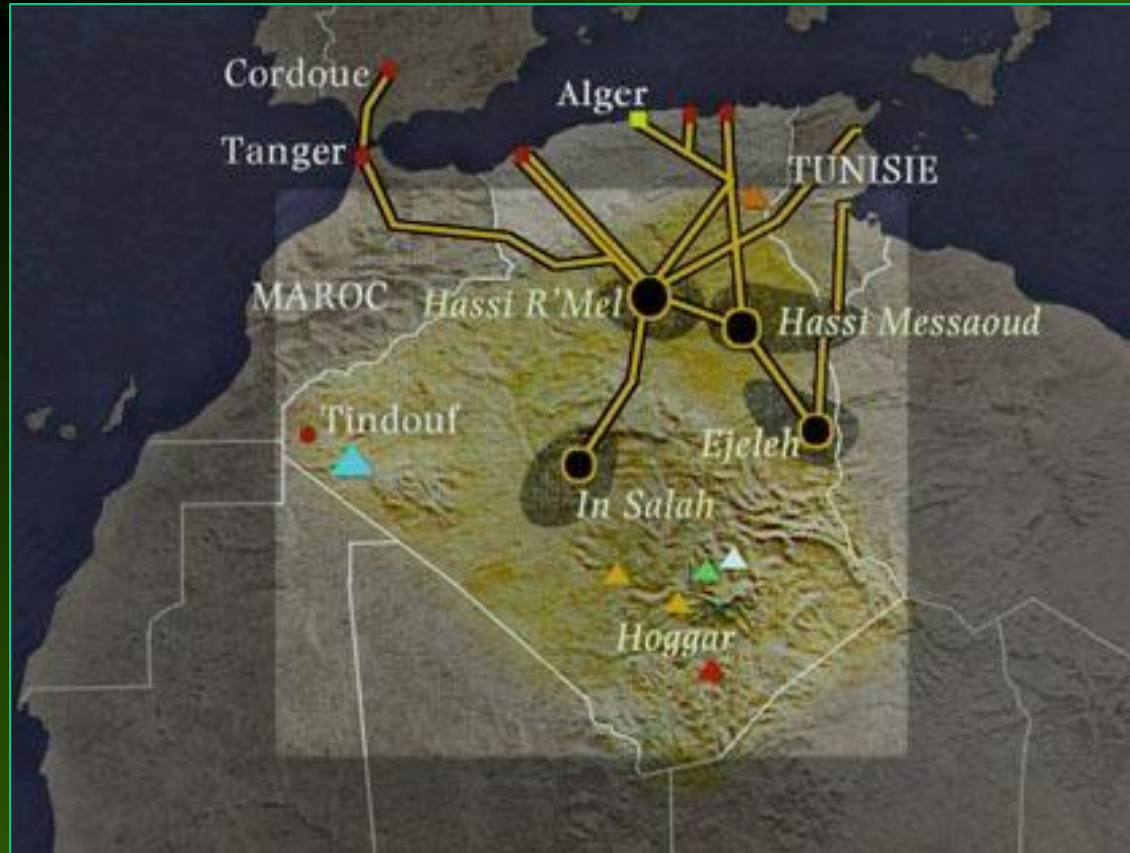 Cordoue
Alger
Tanger
TUNISIE
MAROC
Hassi R'Mel
Hassi Messaoud
Tindouf
Ejeleh
In Salah
Hoggar